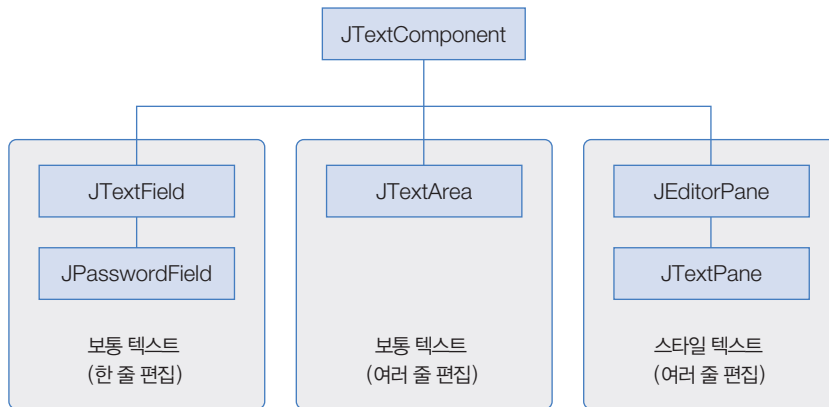 JTextComponent
JTextField
JPasswordField
보통 텍스트
(한 줄 편집)
JTextArea
보통 텍스트
(여러 줄 편집)
JEditorPane
JTextPane
스타일 텍스트
(여러 줄 편집)